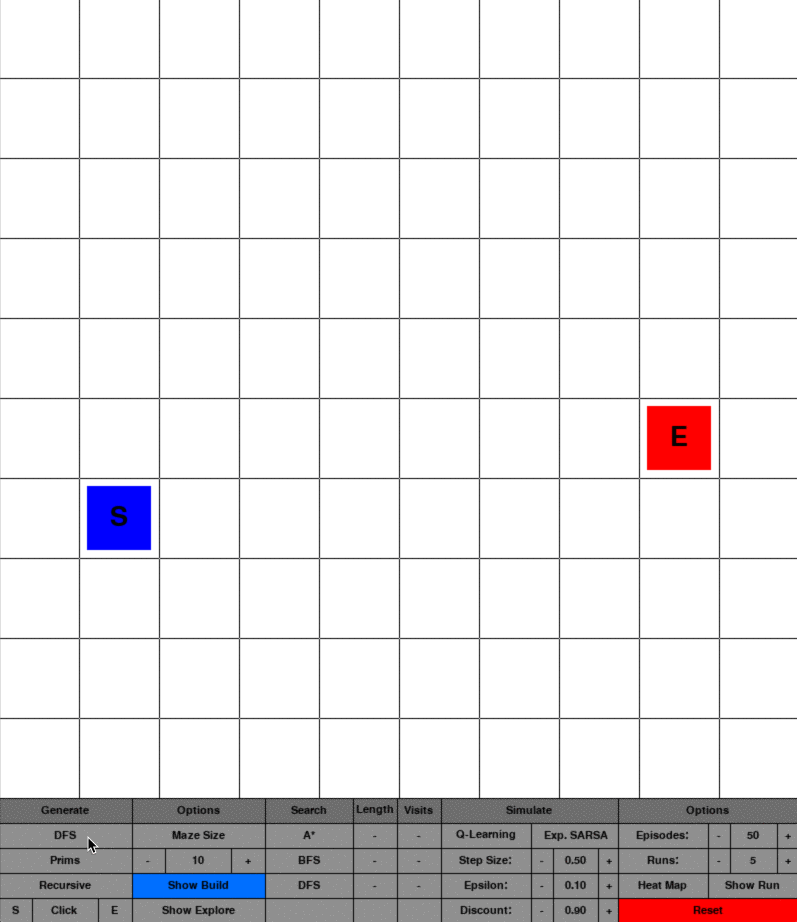 E
S
Generate Options Search Length Visits Simulate Options
DFS Maze Size A* - - Q-Learning Exp. SARSA Episodes: - 50 +
Prims - 10 + BFS - - Step Size: - 0.50 + Runs: - 5 +
Recursive Show Build DFS - - Epsilon: - 0.10 + Heat Map Show Run
S Click E Show Explore Discount: - 0.90 + Reset